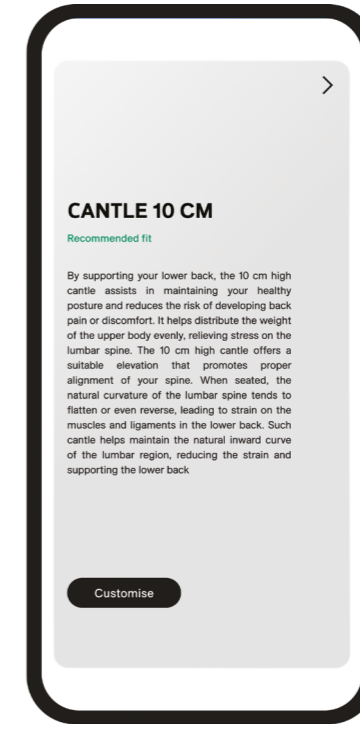 CANTLE 10 CM
Recommended fit
By supporting your lower back, the 10 cm high
cantle assists in maintaining your healthy
posture and reduces the risk of developing back
pain or discomfort. It helps distribute the weight
of the upper body evenly, relieving stress on the
lumbar spine. The 10 cm high cantle offers a
suitable elevation that promotes proper
alignment of your spine. When seated, the
natural curvature of the lumbar spine tends to
flatten or even reverse, leading to strain on the
muscles and ligaments in the lower back. Such
cantle helps maintain the natural inward curve
of the lumbar region, reducing the strain and
supporting the lower back
Customise